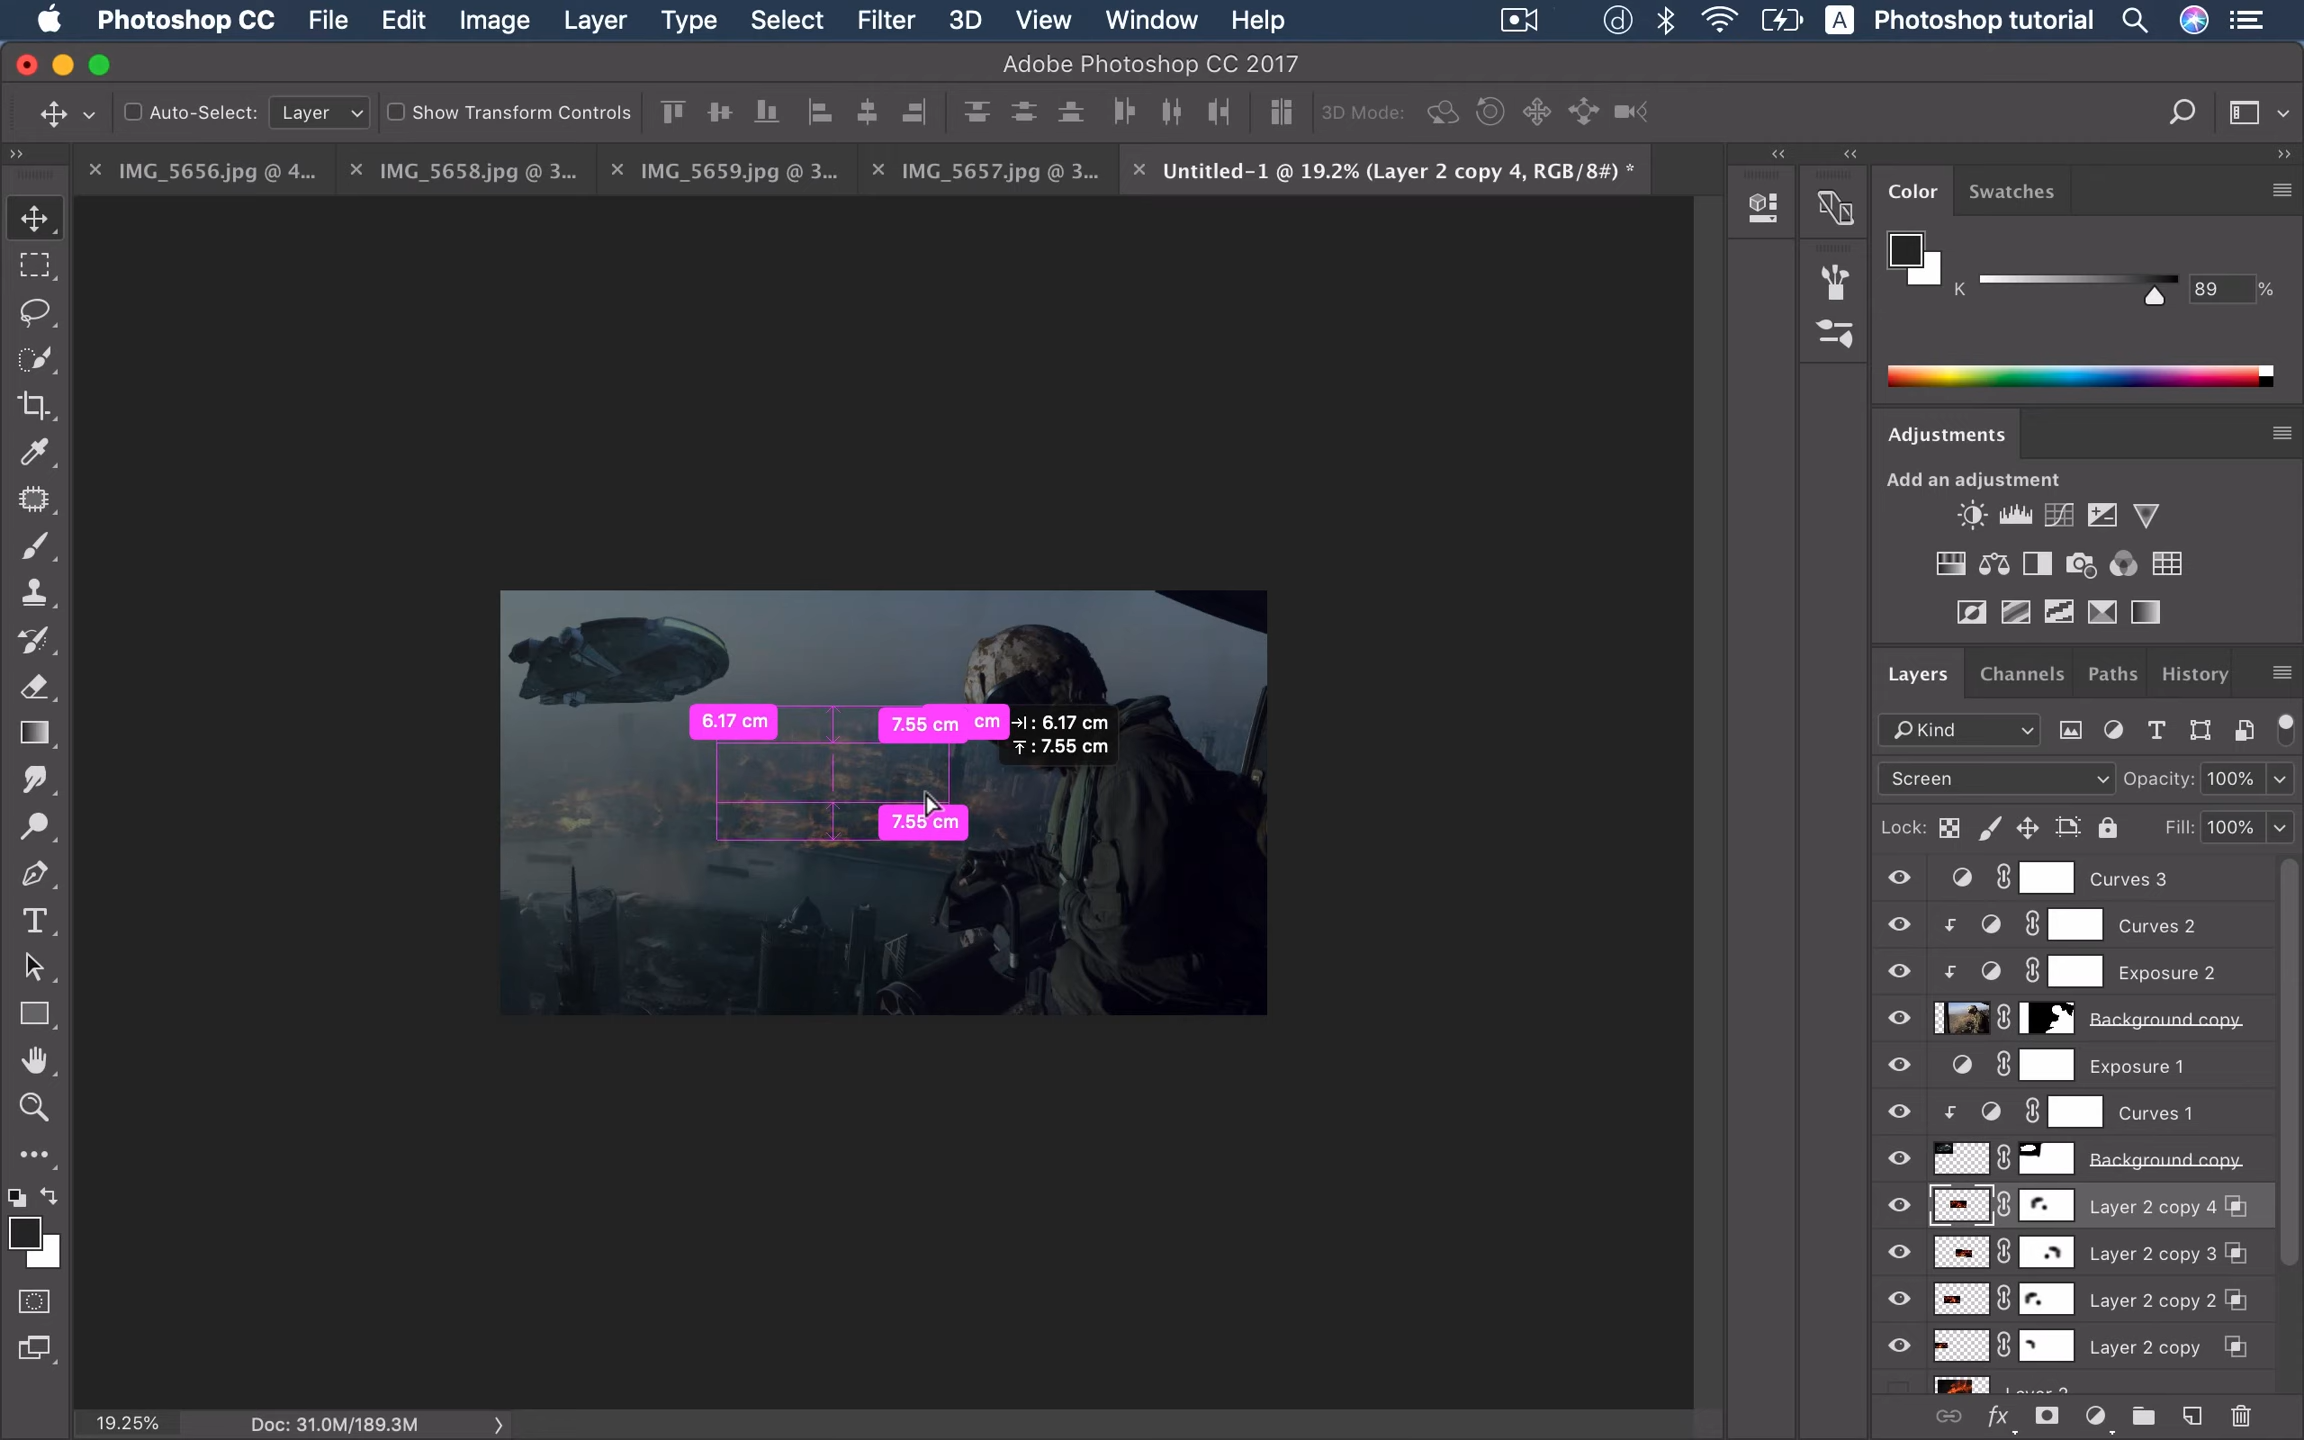 Photoshop CC File Edit Image Layer Type Select Filter 3D View Window Help A Photoshop tutorial
Adobe Photoshop CC 2017
Auto-Select: Layer Show Transform Controls 3D Mode:
IMG_5656.jpg @ 4... IMG_5658.jpg @ 3... IMG_5659.jpg @ 3... IMG_5657.jpg @ 3... Untitled-1 @ 19.2% (Layer 2 copy 4, RGB/8#) *
Color Swatches
K 89 %
Adjustments
Add an adjustment
Layers Channels Paths History
Kind
Screen Opacity: 100%
Lock: Fill: 100%
6.17 cm 7.55 cm cm : 6.17 cm
: 7.55 cm
7.55 cm
Curves 3
Curves 2
Exposure 2
Background copy
Exposure 1
Curves 1
Background copy
Layer 2 copy 4
Layer 2 copy 3
Layer 2 copy 2
Layer 2 copy
fx
19.25% Doc: 31.0M/189.3M